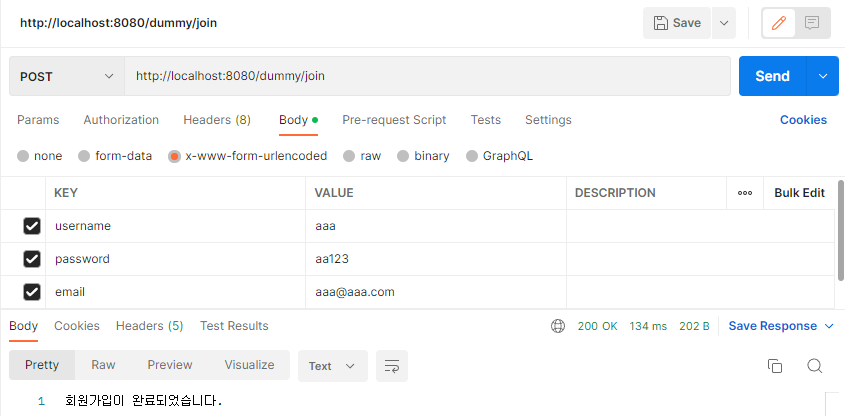 http://localhost:8080/dummy/join Save
POST http://localhost:8080/dummy/join Send
Params Authorization Headers (8) Body Pre-request Script Tests Settings Cookies
none form-data x-www-form-urlencoded raw binary GraphQL
KEY VALUE DESCRIPTION Bulk Edit
username aaa
password aa123
email aaa@aaa.com
Body Cookies Headers (5) Test Results 200 OK 134 ms 202 B Save Response
Pretty Raw Preview Visualize Text
1 회원가입이 완료되었습니다.